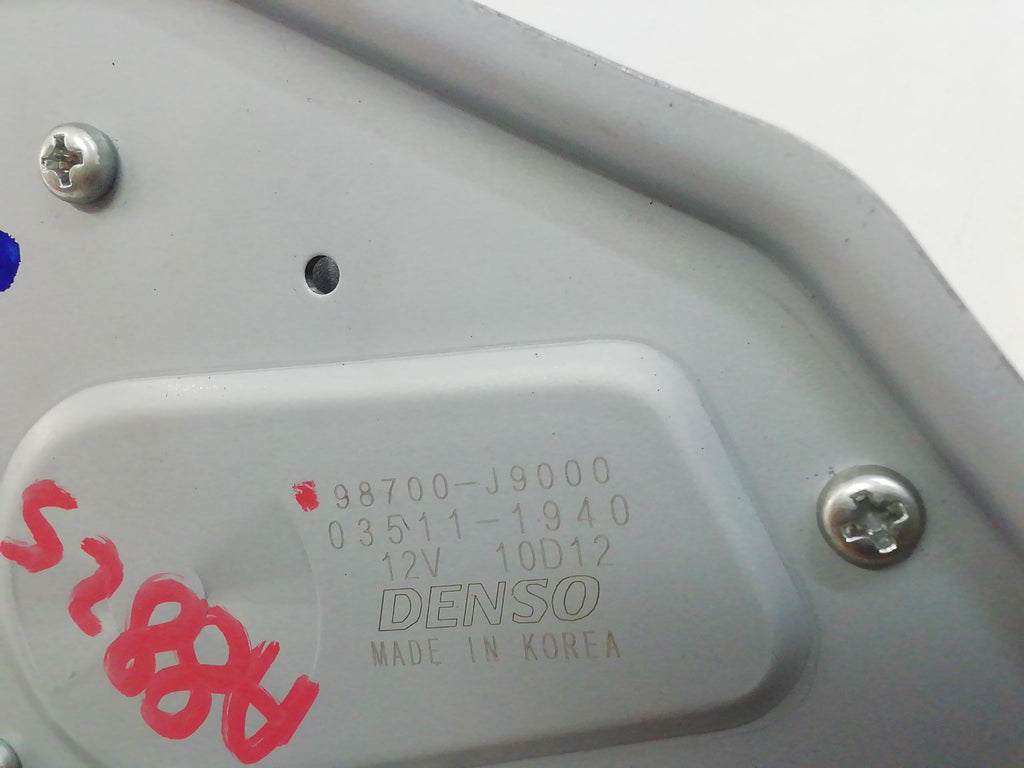 98700-J9000
03511-1940
12V 10D12
DENSO
MADE IN KOREA